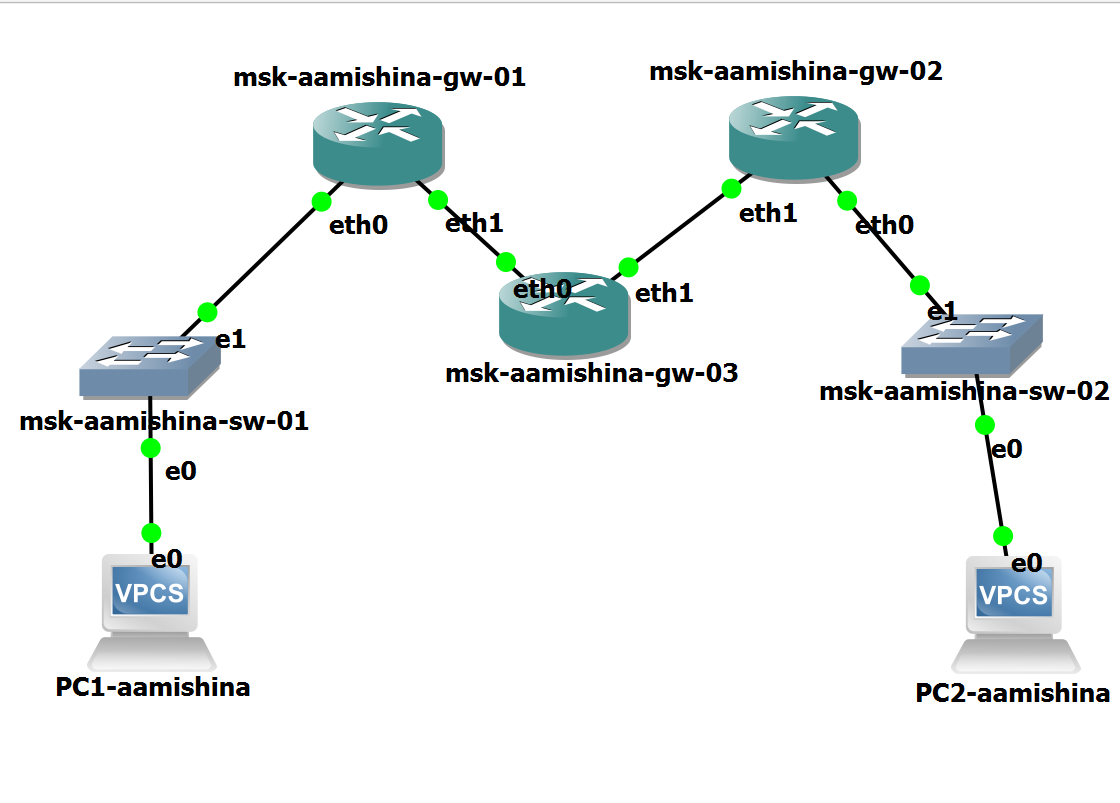 msk-aamishina-gw-01
msk-aamishina-gw-02
eth0
eth1
eth1
eth0
eth0
eth1
e1
e1
msk-aamishina-gw-03
msk-aamishina-sw-01
msk-aamishina-sw-02
e0
e0
e0
e0
VPCS
VPCS
PC1-aamishina
PC2-aamishina